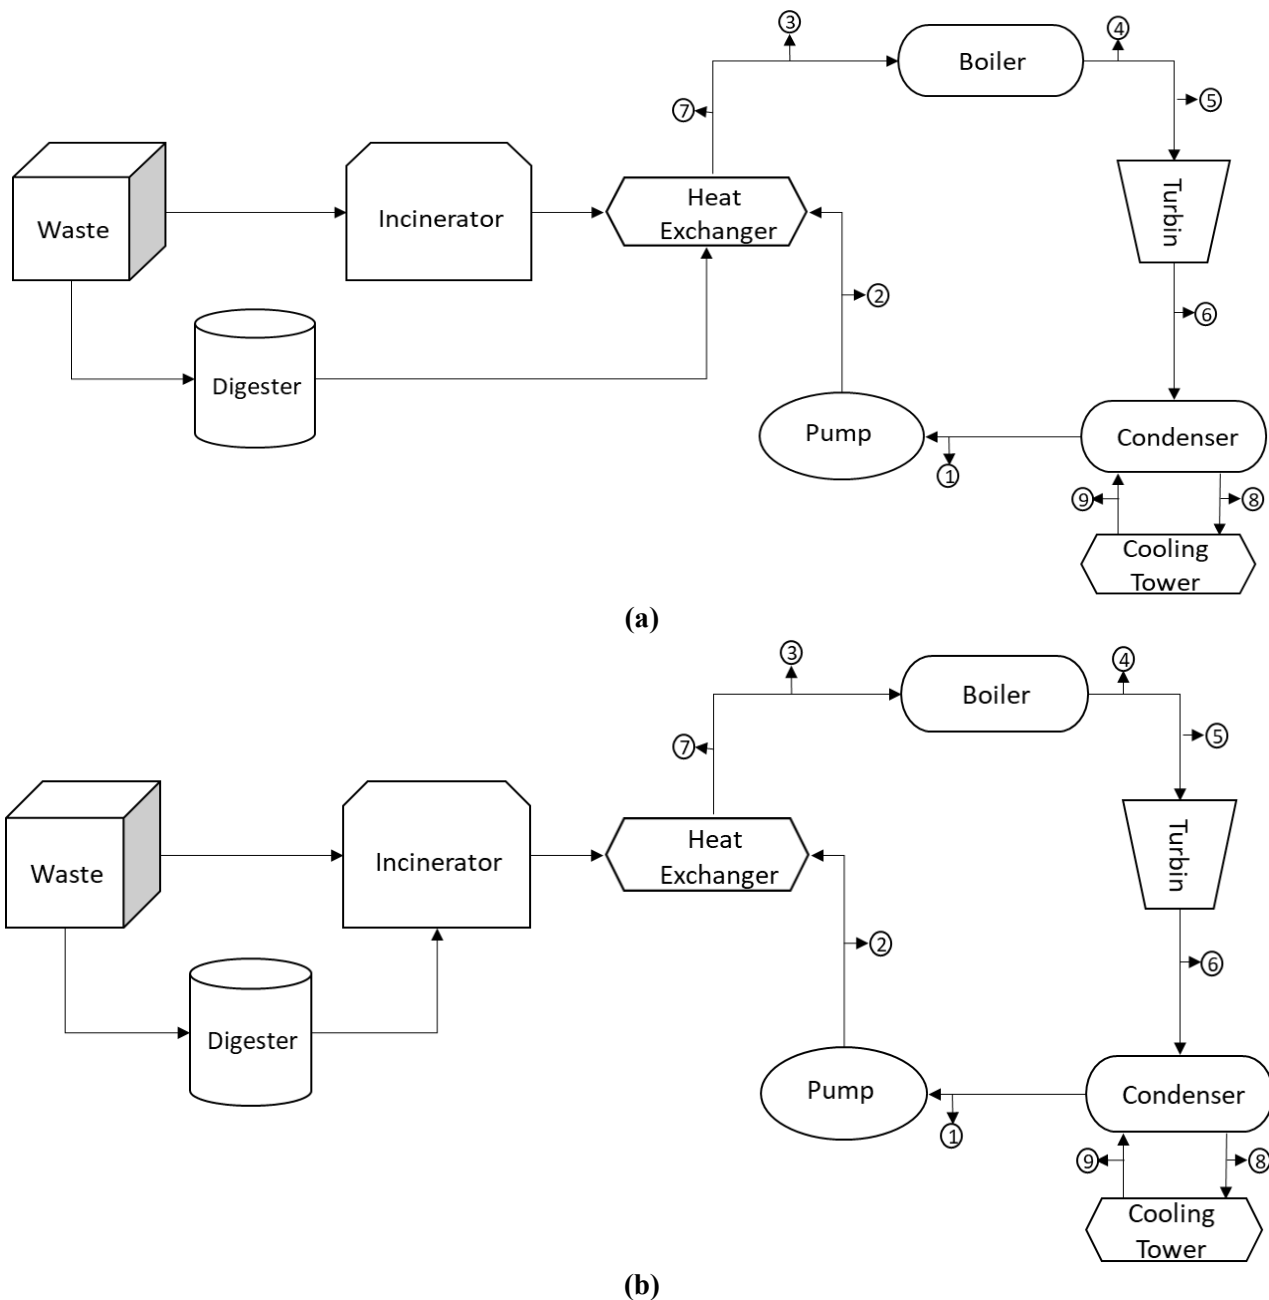 ③
④
Boiler
⑦
⑤
Waste
Incinerator
Heat
Exchanger
Turbin
②
⑥
Digester
Pump
Condenser
①
⑨
⑧
Cooling
Tower
(a)
③
④
Boiler
⑦
⑤
Waste
Incinerator
Heat
Exchanger
Turbin
②
⑥
Digester
Pump
Condenser
①
⑨
⑧
Cooling
Tower
(b)